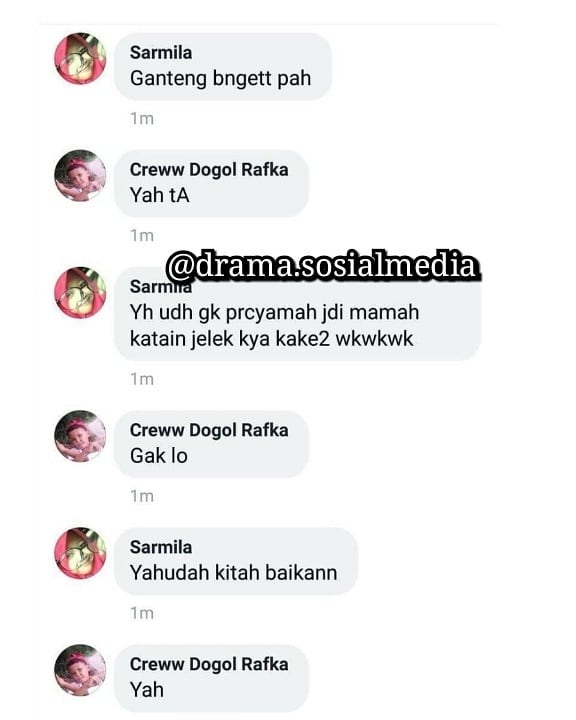 Sarmila
Ganteng bngett pah
1m
Creww Dogol Rafka
Yah tA
1m
@drama.sosialmedia
Sarmila
Yh udh gk prcyamah jdi mamah
katain jelek kya kake2 wkwkwk
1m
Creww Dogol Rafka
Gak lo
1m
Sarmila
Yahudah kitah baikann
1m
Creww Dogol Rafka
Yah